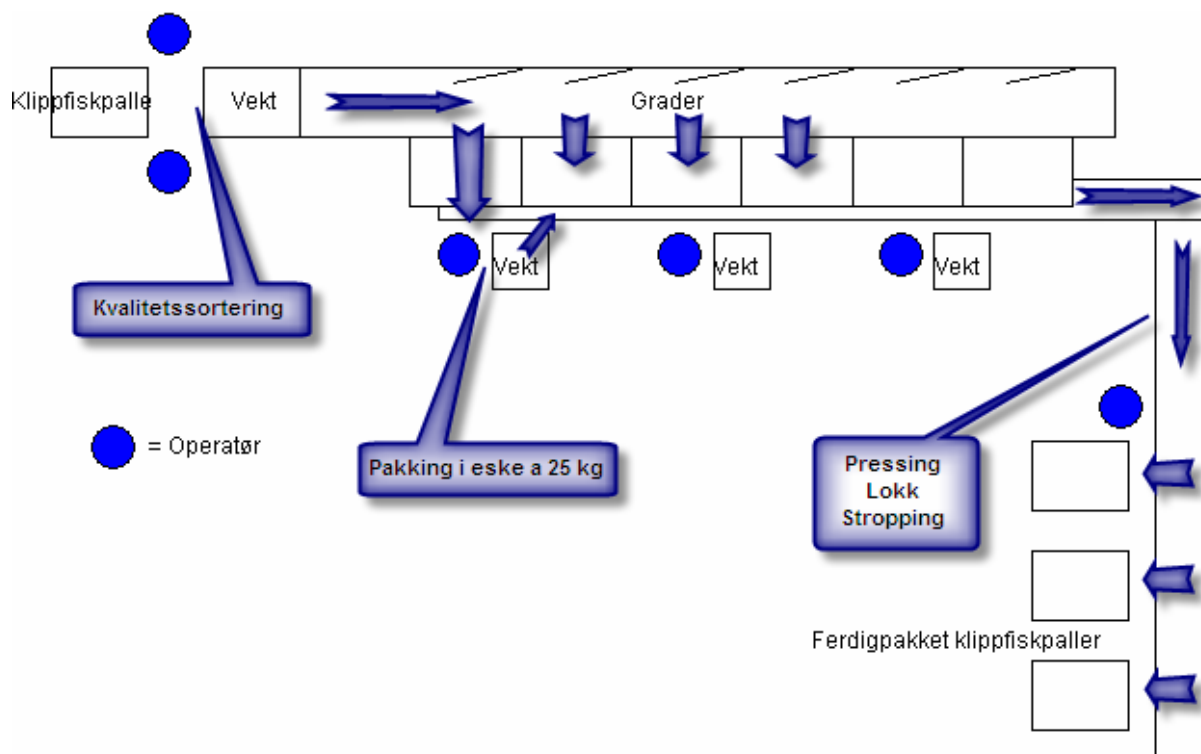 Klippfiskpalle
Vekt
Grader
Vekt
Vekt
Vekt
Kvalitetssortering
= Operatør
Pakking i eske a 25 kg
Pressing
Lokk
Stropping
Ferdigpakket klippfiskpaller